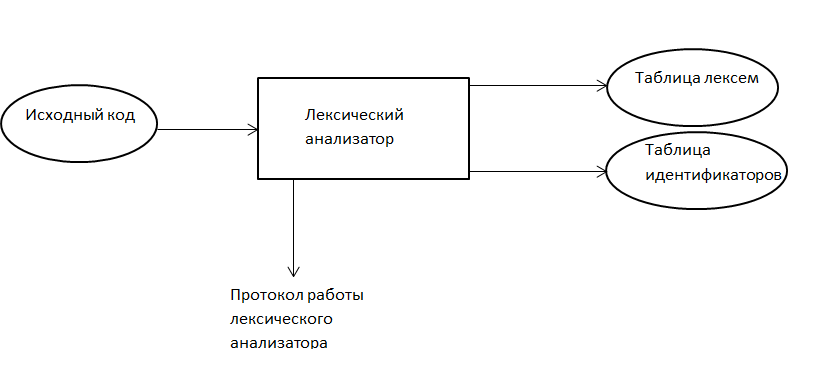 Исходный код
Лексический
анализатор
Таблица лексем
Таблица
идентификаторов
Протокол работы
лексического
анализатора